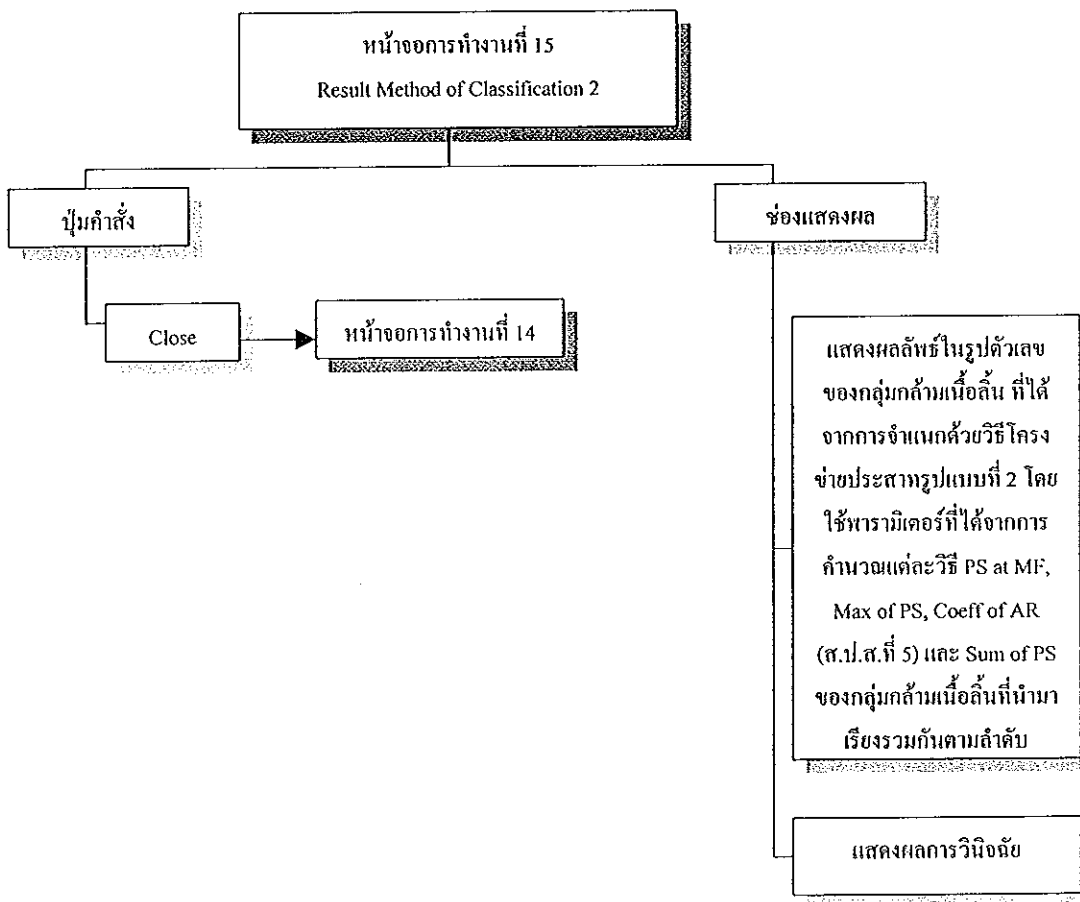 หน้าจอการทำงานที่ 15
Result Method of Classification 2
ปุ่มคำสั่ง
ช่องแสดงผล
Close
หน้าจอการทำงานที่ 14
แสดงผลลัพธ์ในรูปตัวเลข
ของกลุ่มกล้ามเนื้อลิ้น ที่ได้
จากการจำแนกด้วยวิธีโครง
ข่ายประสาทรูปแบบที่ 2 โดย
ใช้พารามิเตอร์ที่ได้จากการ
คำนวณแต่ละวิธี PS at MF,
Max of PS, Coeff of AR
(ส.ป.ส.ที่ 5) และ Sum of PS
ของกลุ่มกล้ามเนื้อลิ้นที่นำมา
เรียงรวมกันตามลำดับ
แสดงผลการวินิจฉัย